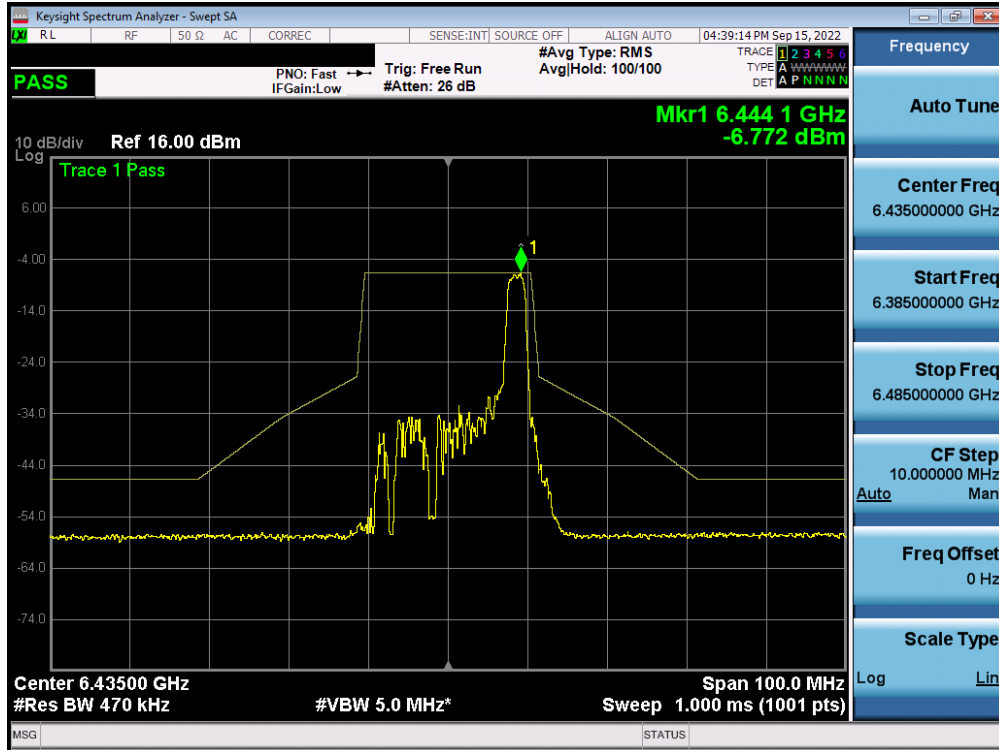 Keysight Spectrum Analyzer - Swept SA
LXI RL RF 50 Ω AC CORREC SENSE:INT SOURCE OFF ALIGN AUTO 04:39:14 PM Sep 15, 2022
PASS
PNO: Fast
IFGain:Low
Trig: Free Run
#Atten: 26 dB
#Avg Type: RMS
Avg|Hold: 100/100
TRACE 1 2 3 4 5 6
TYPE A WWWWW
DET A P N N N N
Mkr1 6.444 1 GHz
-6.772 dBm
10 dB/div Ref 16.00 dBm
Log
Trace 1 Pass
1
6.00
-4.00
-14.0
-24.0
-34.0
-44.0
-54.0
-64.0
-74.0
Center 6.43500 GHz Span 100.0 MHz
#Res BW 470 kHz #VBW 5.0 MHz* Sweep 1.000 ms (1001 pts)
MSG STATUS
Frequency
Auto Tune
Center Freq
6.435000000 GHz
Start Freq
6.385000000 GHz
Stop Freq
6.485000000 GHz
CF Step
10.000000 MHz
Auto Man
Freq Offset
0 Hz
Scale Type
Log Lin